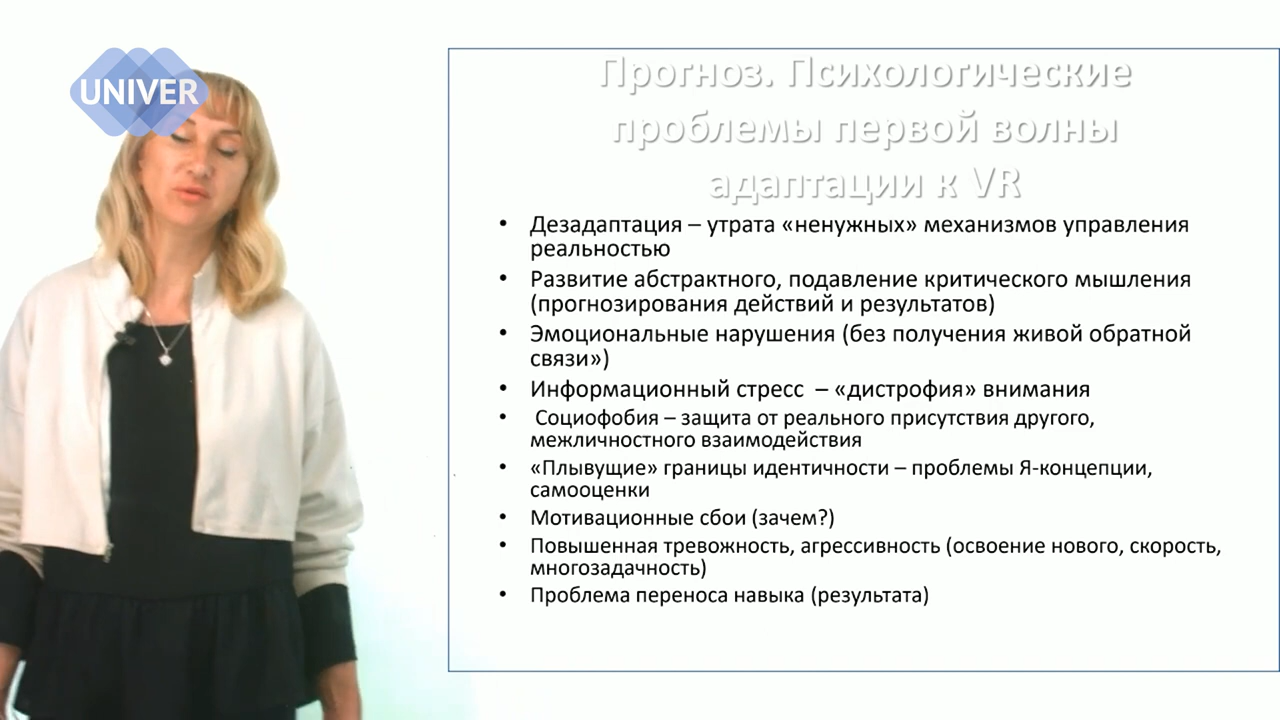 UNIVER
Прогноз. Психологические
проблемы первой волны
адаптации к VR
• Дезадаптация – утрата «ненужных» механизмов управления
реальностью
• Развитие абстрактного, подавление критического мышления
(прогнозирования действий и результатов)
• Эмоциональные нарушения (без получения живой обратной
связи»)
• Информационный стресс – «дистрофия» внимания
• Социофобия – защита от реального присутствия другого,
межличностного взаимодействия
• «Плывущие» границы идентичности – проблемы Я-концепции,
самооценки
• Мотивационные сбои (зачем?)
• Повышенная тревожность, агрессивность (освоение нового, скорость,
многозадачность)
• Проблема переноса навыка (результата)